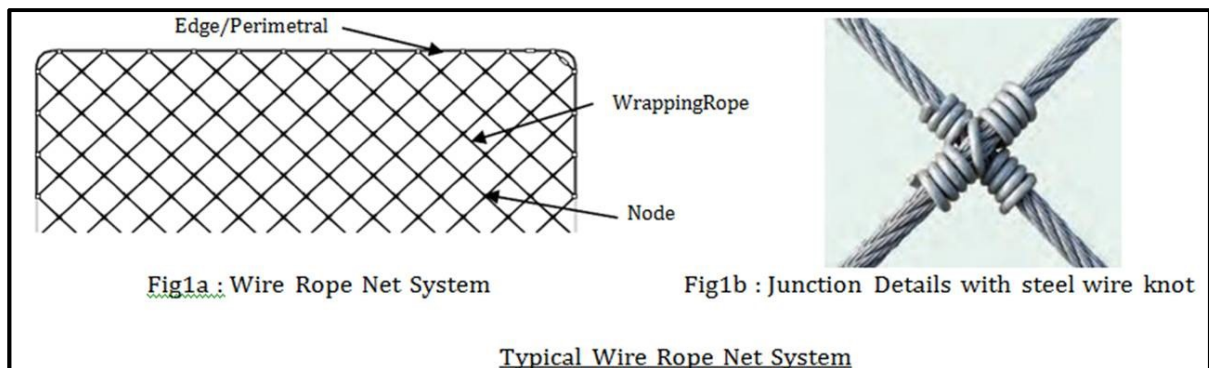 Edge/Perimetral
WrappingRope
Node
Fig1a : Wire Rope Net System
Fig1b : Junction Details with steel wire knot
Typical Wire Rope Net System